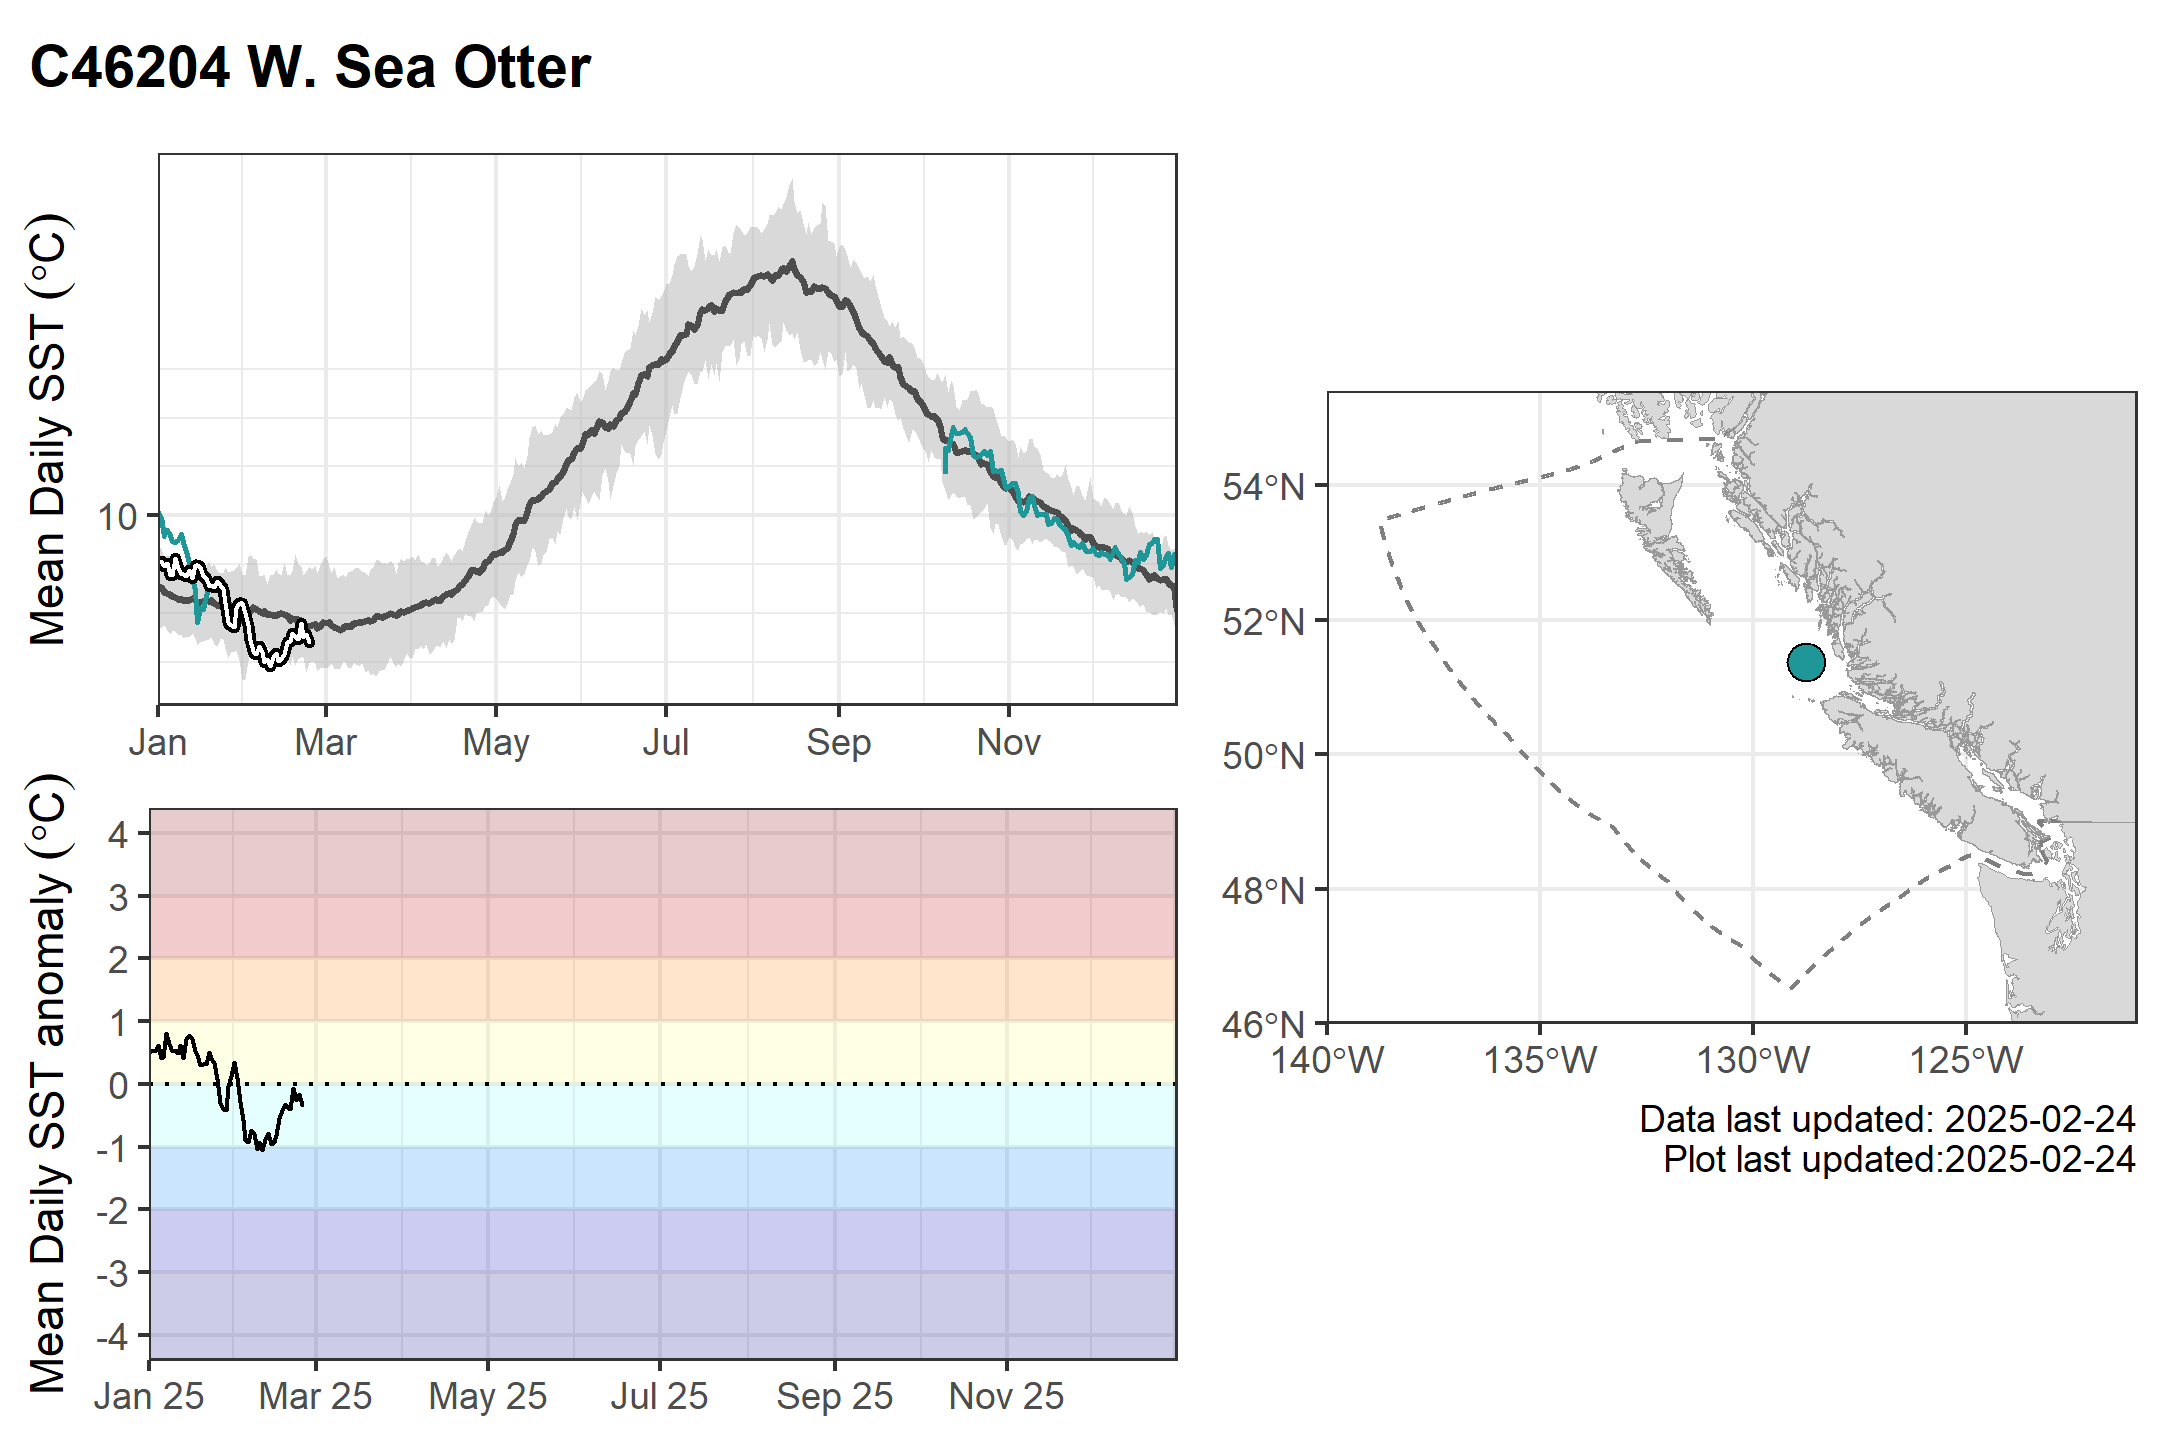 C46204 W. Sea Otter
Mean Daily SST (°C)
10
Jan Mar May Jul Sep Nov
Mean Daily SST anomaly (°C)
4
3
2
1
0
-1
-2
-3
-4
Jan 25 Mar 25 May 25 Jul 25 Sep 25 Nov 25
54°N
52°N
50°N
48°N
46°N
140°W 135°W 130°W 125°W
Data last updated: 2025-02-24
Plot last updated:2025-02-24